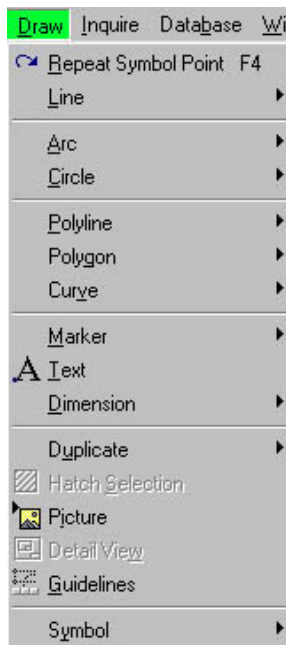 Draw Inquire Database Wi
Repeat Symbol Point F4
Line
Arc
Circle
Polyline
Polygon
Curve
Marker
Text
Dimension
Duplicate
Hatch Selection
Picture
Detail View
Guidelines
Symbol